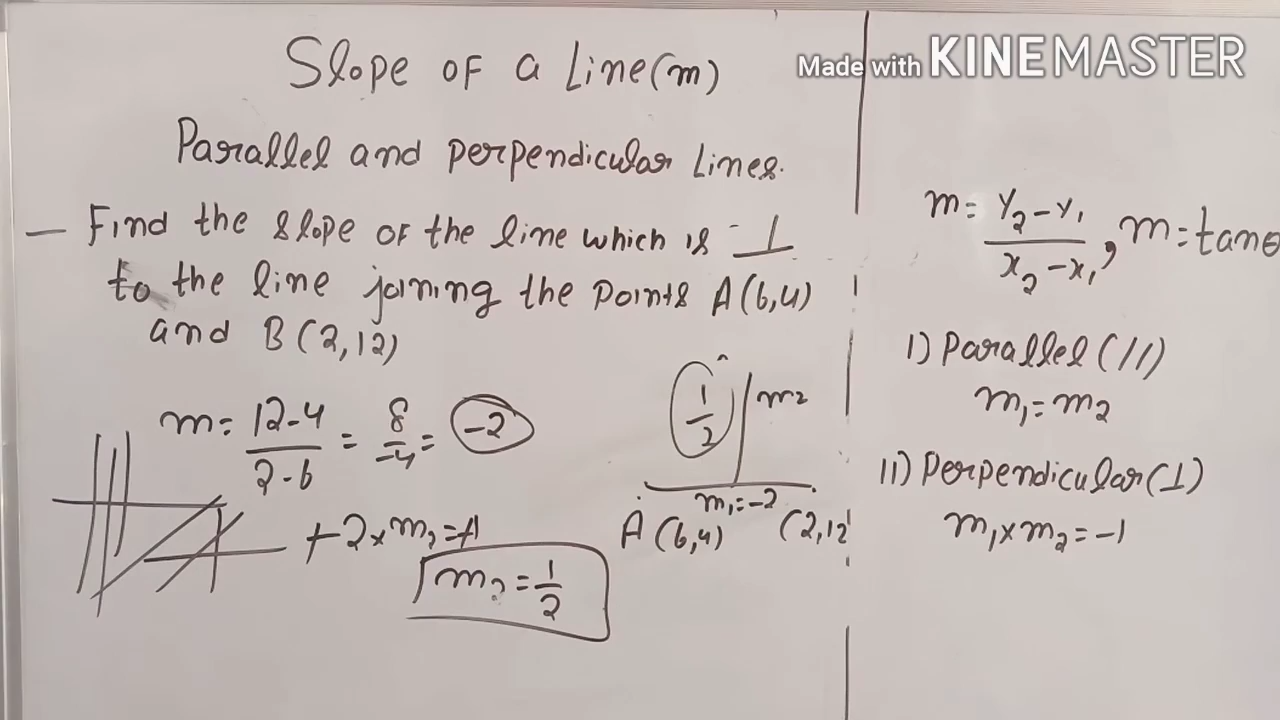 Slope OF a Line(m)
Parallel and perpendicular Lines.
— Find the slope of the line which is ⊥
to the line joining the points A(6,4)
and B(2,12)
m= 12-4 / 2-6 = 8 / -4 = -2
+2×m2=+1
m2=1/2
1/2 m2
m1=-2
A(6,4) (2,12
Made with KINEMASTER
m= Y2-Y1 / x2-x1 , m=tanθ
I) Parallel(//)
m1=m2
II) Perpendicular(⊥)
m1×m2=-1